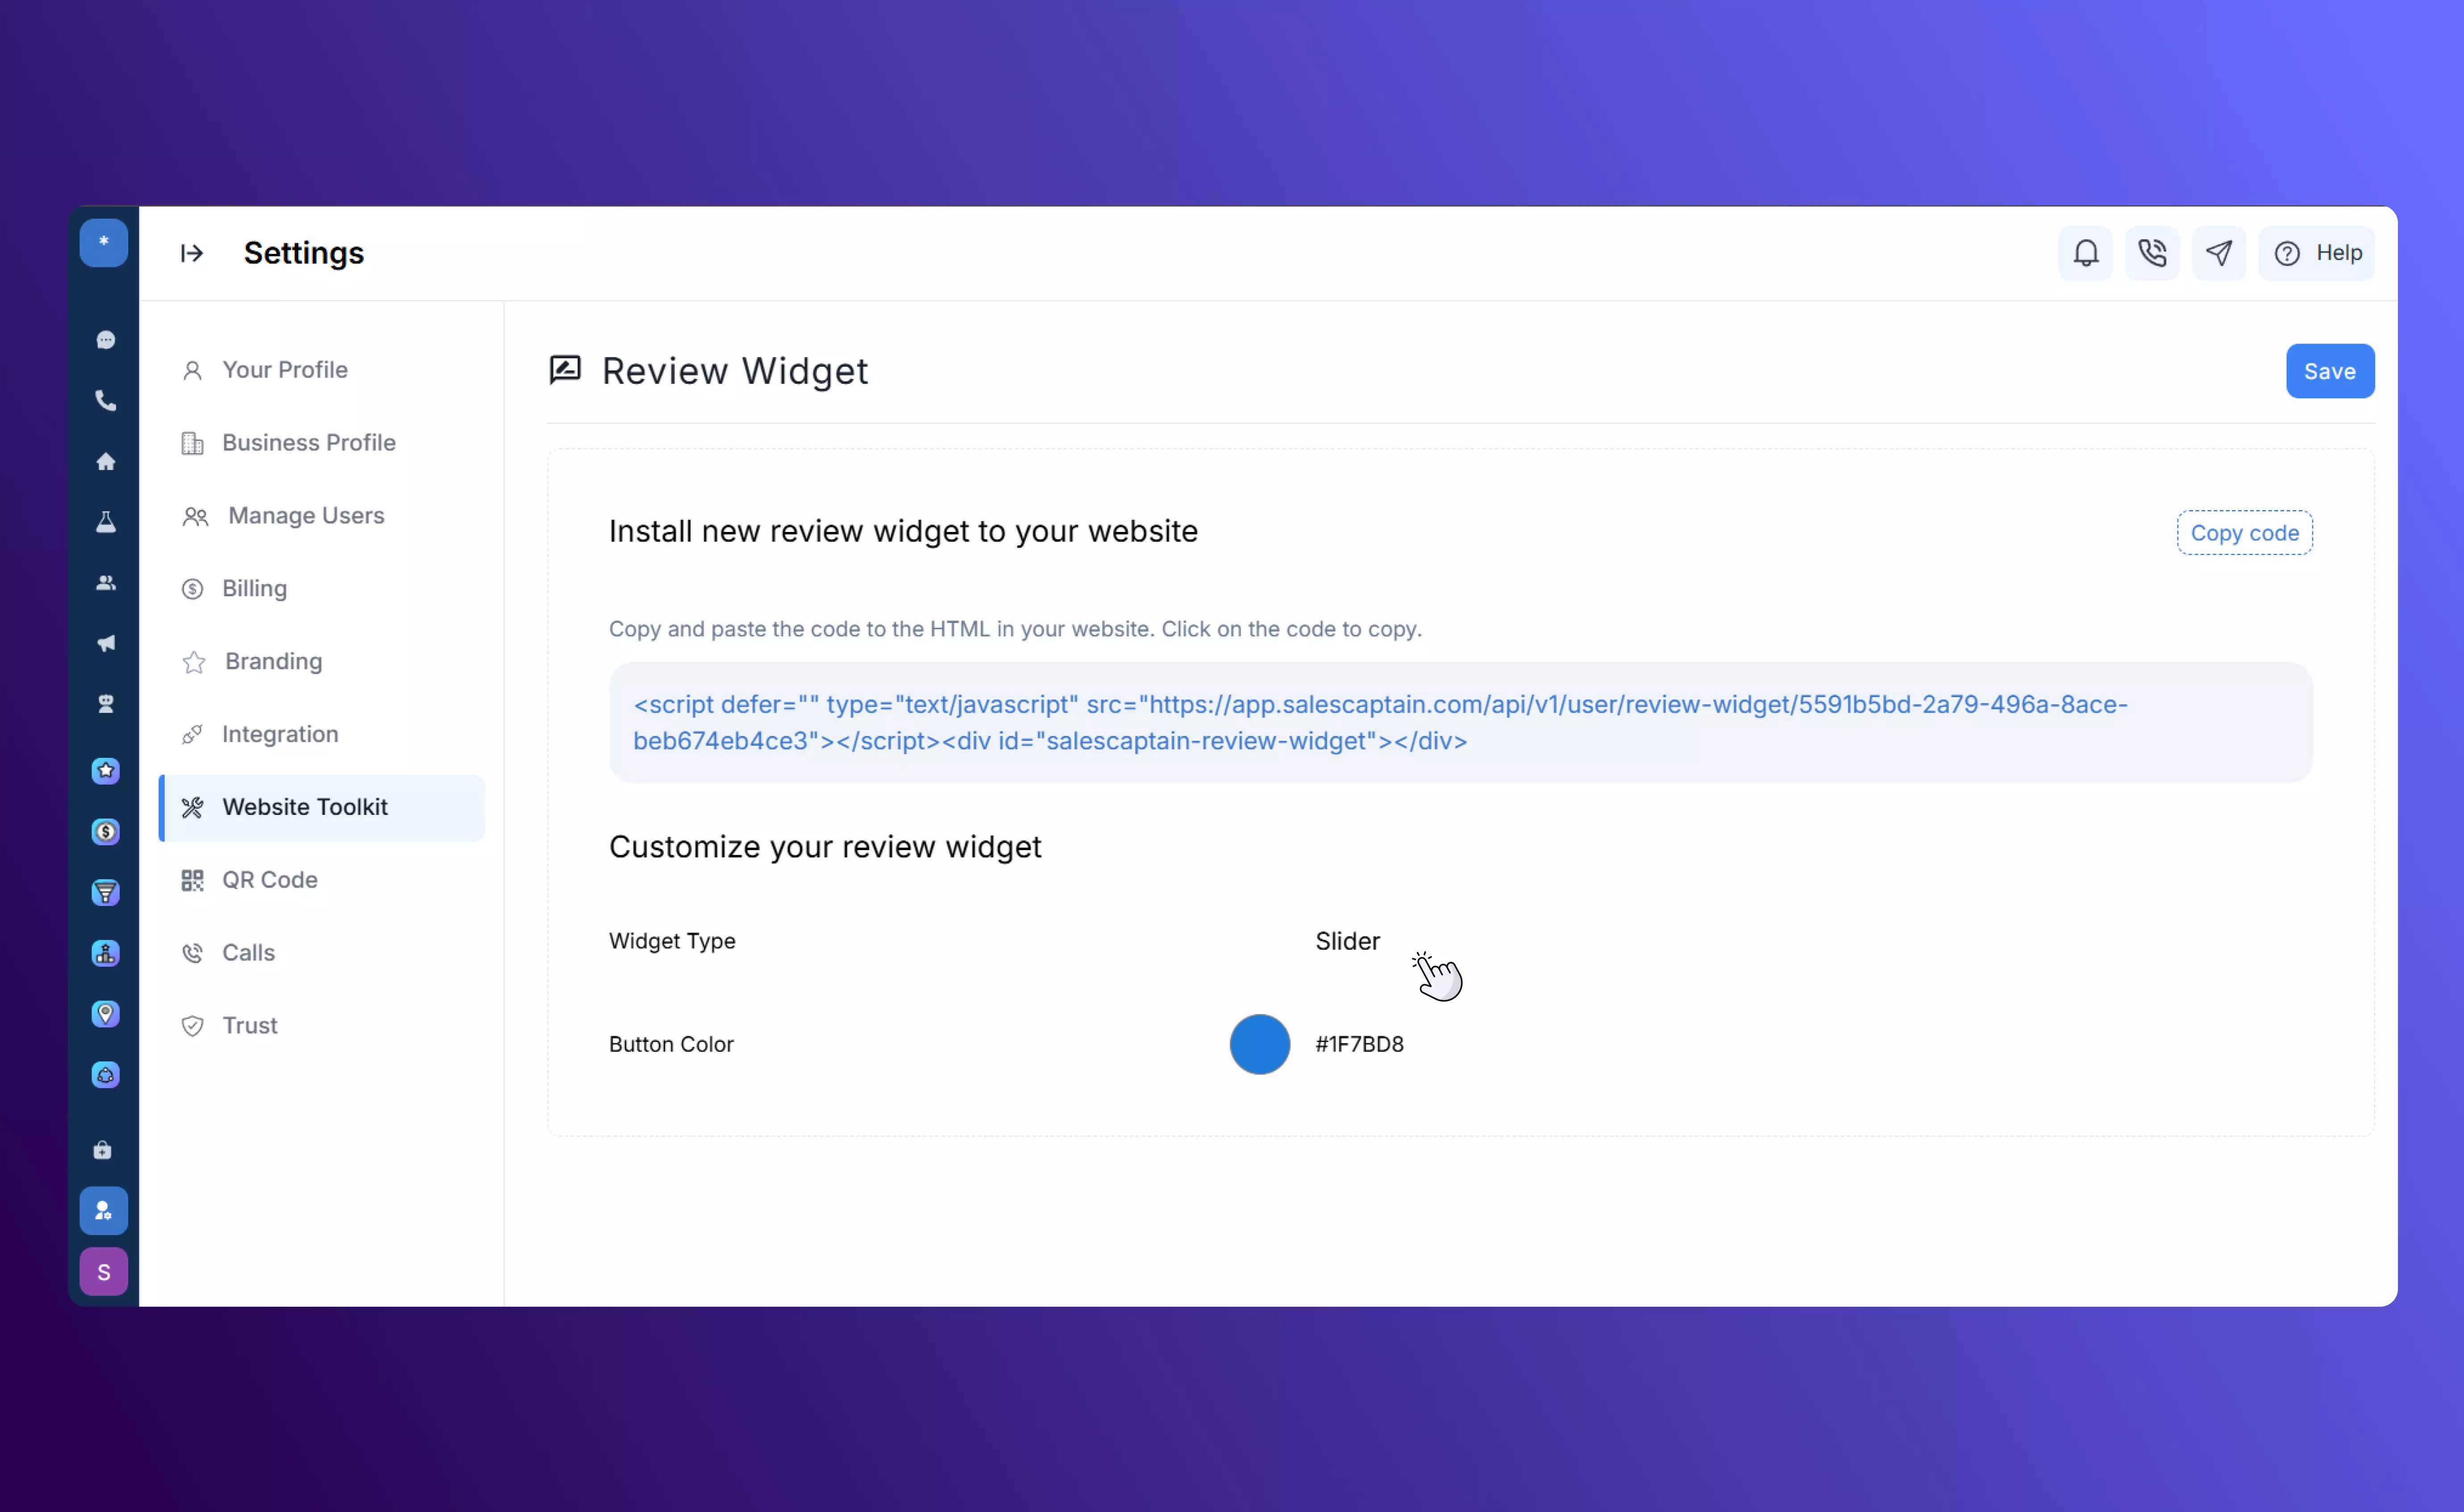 *
Settings
Help
Your Profile
Business Profile
Manage Users
Billing
Branding
Integration
Website Toolkit
QR Code
Calls
Trust
S
Review Widget
Save
Install new review widget to your website
Copy code
Copy and paste the code to the HTML in your website. Click on the code to copy.
<script defer="" type="text/javascript" src="https://app.salescaptain.com/api/v1/user/review-widget/5591b5bd-2a79-496a-8ace-
beb674eb4ce3"></script><div id="salescaptain-review-widget"></div>
Customize your review widget
Widget Type
Slider
Button Color
#1F7BD8